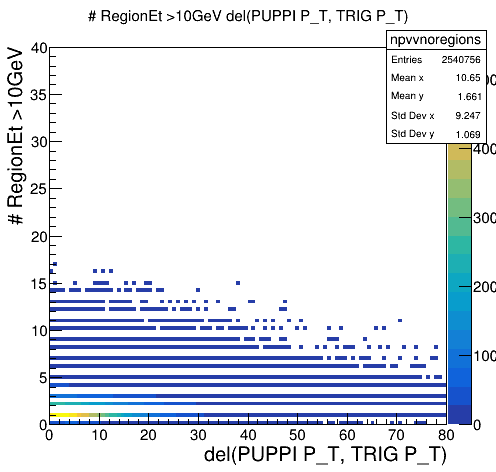 # RegionEt >10GeV del(PUPPI P_T, TRIG P_T)
npvvnoregions
Entries 2540756
Mean x 10.65
Mean y 1.661
Std Dev x 9.247
Std Dev y 1.069
# RegionEt >10GeV
40
35
30
25
20
15
10
5
0
0 10 20 30 40 50 60 70 80
del(PUPPI P_T, TRIG P_T)
400
300
200
100
0